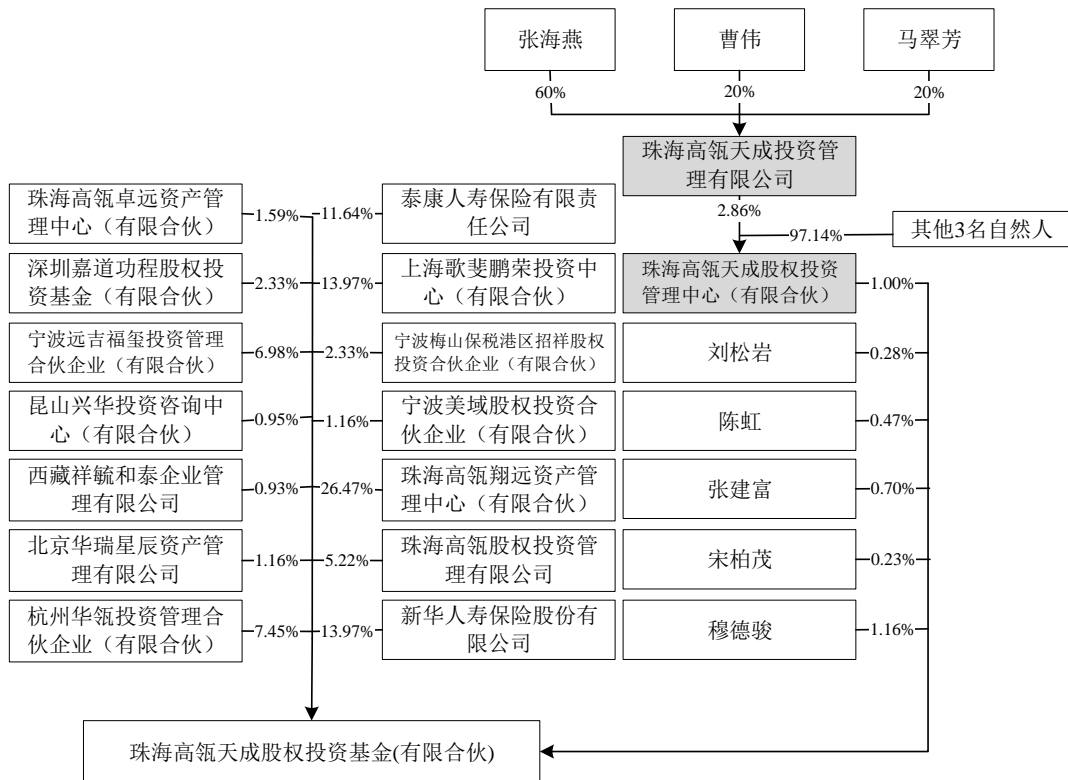 张海燕
曹伟
马翠芳
60%
20%
20%
珠海高瓴天成投资管
理有限公司
2.86%
97.14%
其他3名自然人
珠海高瓴卓远资产管
理中心（有限合伙）
1.59%
11.64%
泰康人寿保险有限责
任公司
深圳嘉道功程股权投
资基金（有限合伙）
2.33%
13.97%
上海歌斐鹏荣投资中
心（有限合伙）
珠海高瓴天成股权投资
管理中心（有限合伙）
1.00%
宁波远吉福玺投资管理
合伙企业（有限合伙）
6.98%
2.33%
宁波梅山保税港区招祥股权
投资合伙企业（有限合伙）
刘松岩
0.28%
昆山兴华投资咨询中
心（有限合伙）
0.95%
1.16%
宁波美域股权投资合
伙企业（有限合伙）
陈虹
0.47%
西藏祥毓和泰企业管
理有限公司
0.93%
26.47%
珠海高瓴翔远资产管
理中心（有限合伙）
张建富
0.70%
北京华瑞星辰资产管
理有限公司
1.16%
5.22%
珠海高瓴股权投资管
理有限公司
宋柏茂
0.23%
杭州华瓴投资管理合
伙企业（有限合伙）
7.45%
13.97%
新华人寿保险股份有
限公司
穆德骏
1.16%
珠海高瓴天成股权投资基金(有限合伙)